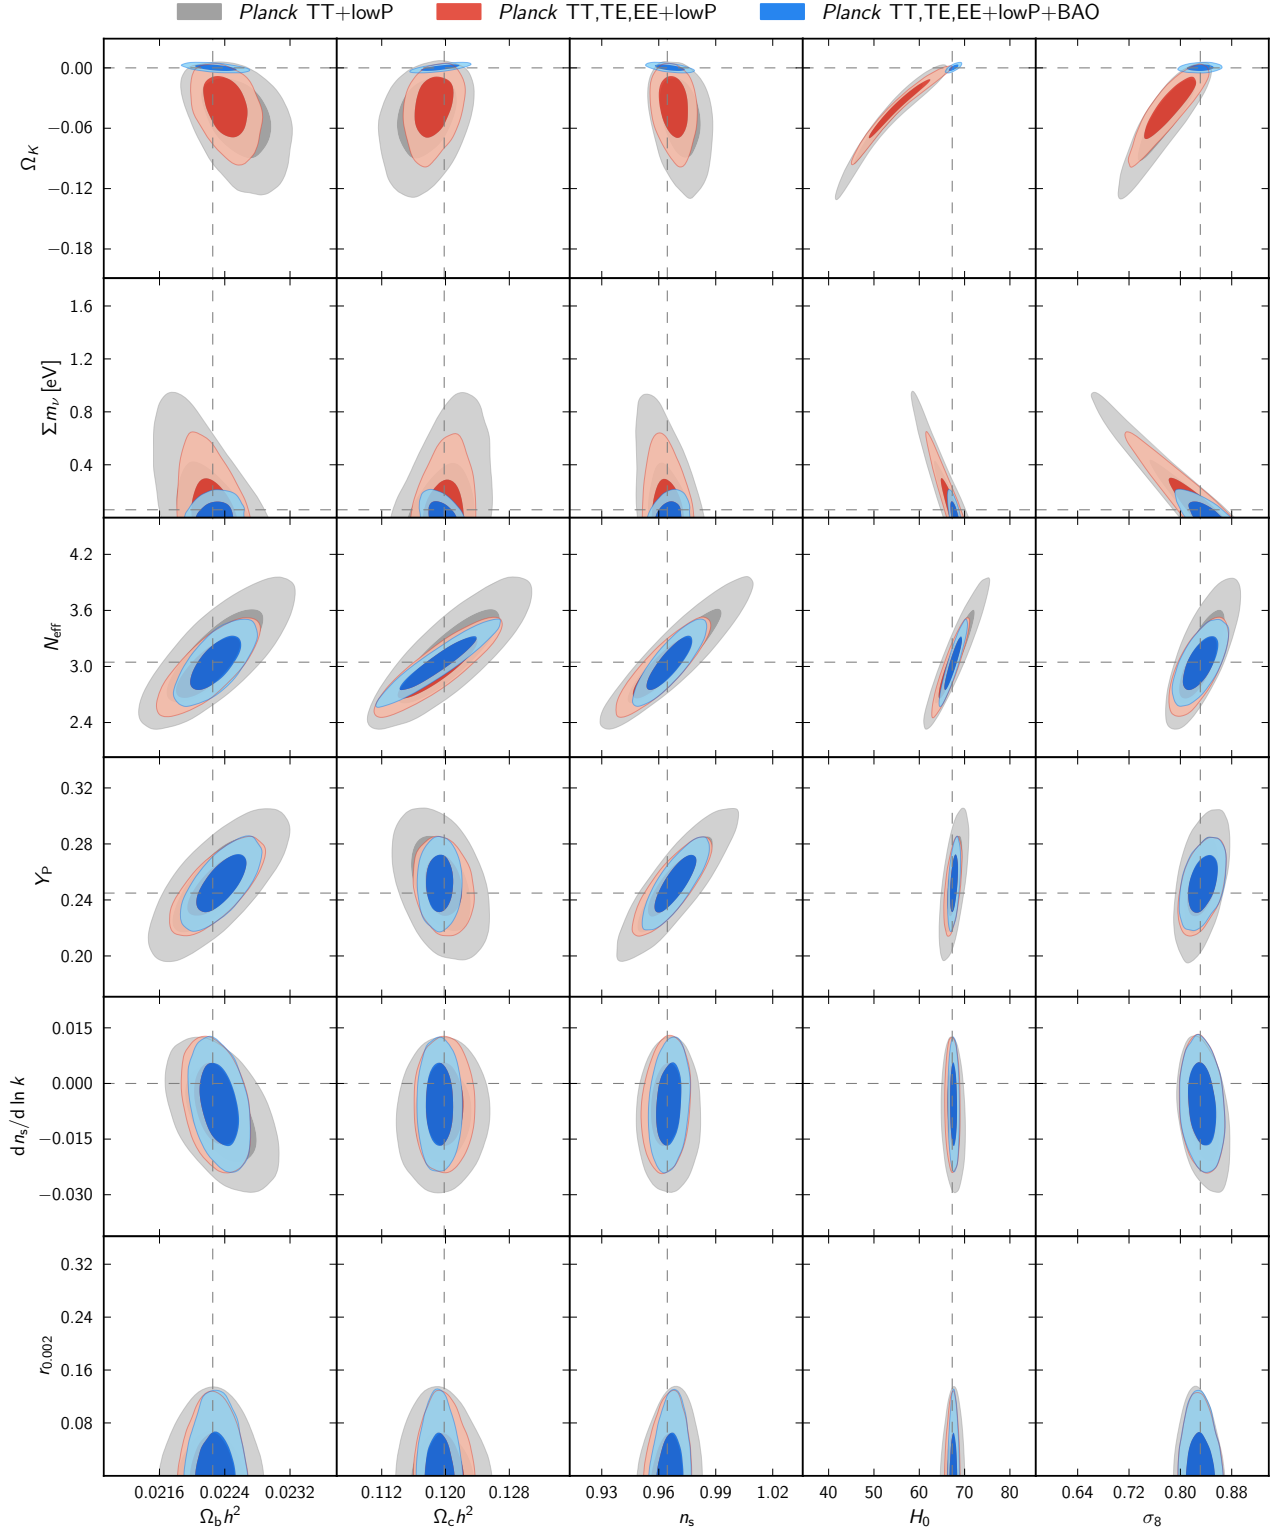 Planck TT+lowP Planck TT,TE,EE+lowP Planck TT,TE,EE+lowP+BAO
0.00
−0.06
−0.12
−0.18
Ω_K
1.6
1.2
0.8
0.4
Σm_ν [eV]
4.2
3.6
3.0
2.4
N_eff
0.32
0.28
0.24
0.20
Y_P
0.015
0.000
−0.015
−0.030
dn_s/d ln k
0.32
0.24
0.16
0.08
r_0.002
0.0216 0.0224 0.0232 0.112 0.120 0.128 0.93 0.96 0.99 1.02 40 50 60 70 80 0.64 0.72 0.80 0.88
Ω_b h² Ω_c h² n_s H_0 σ_8